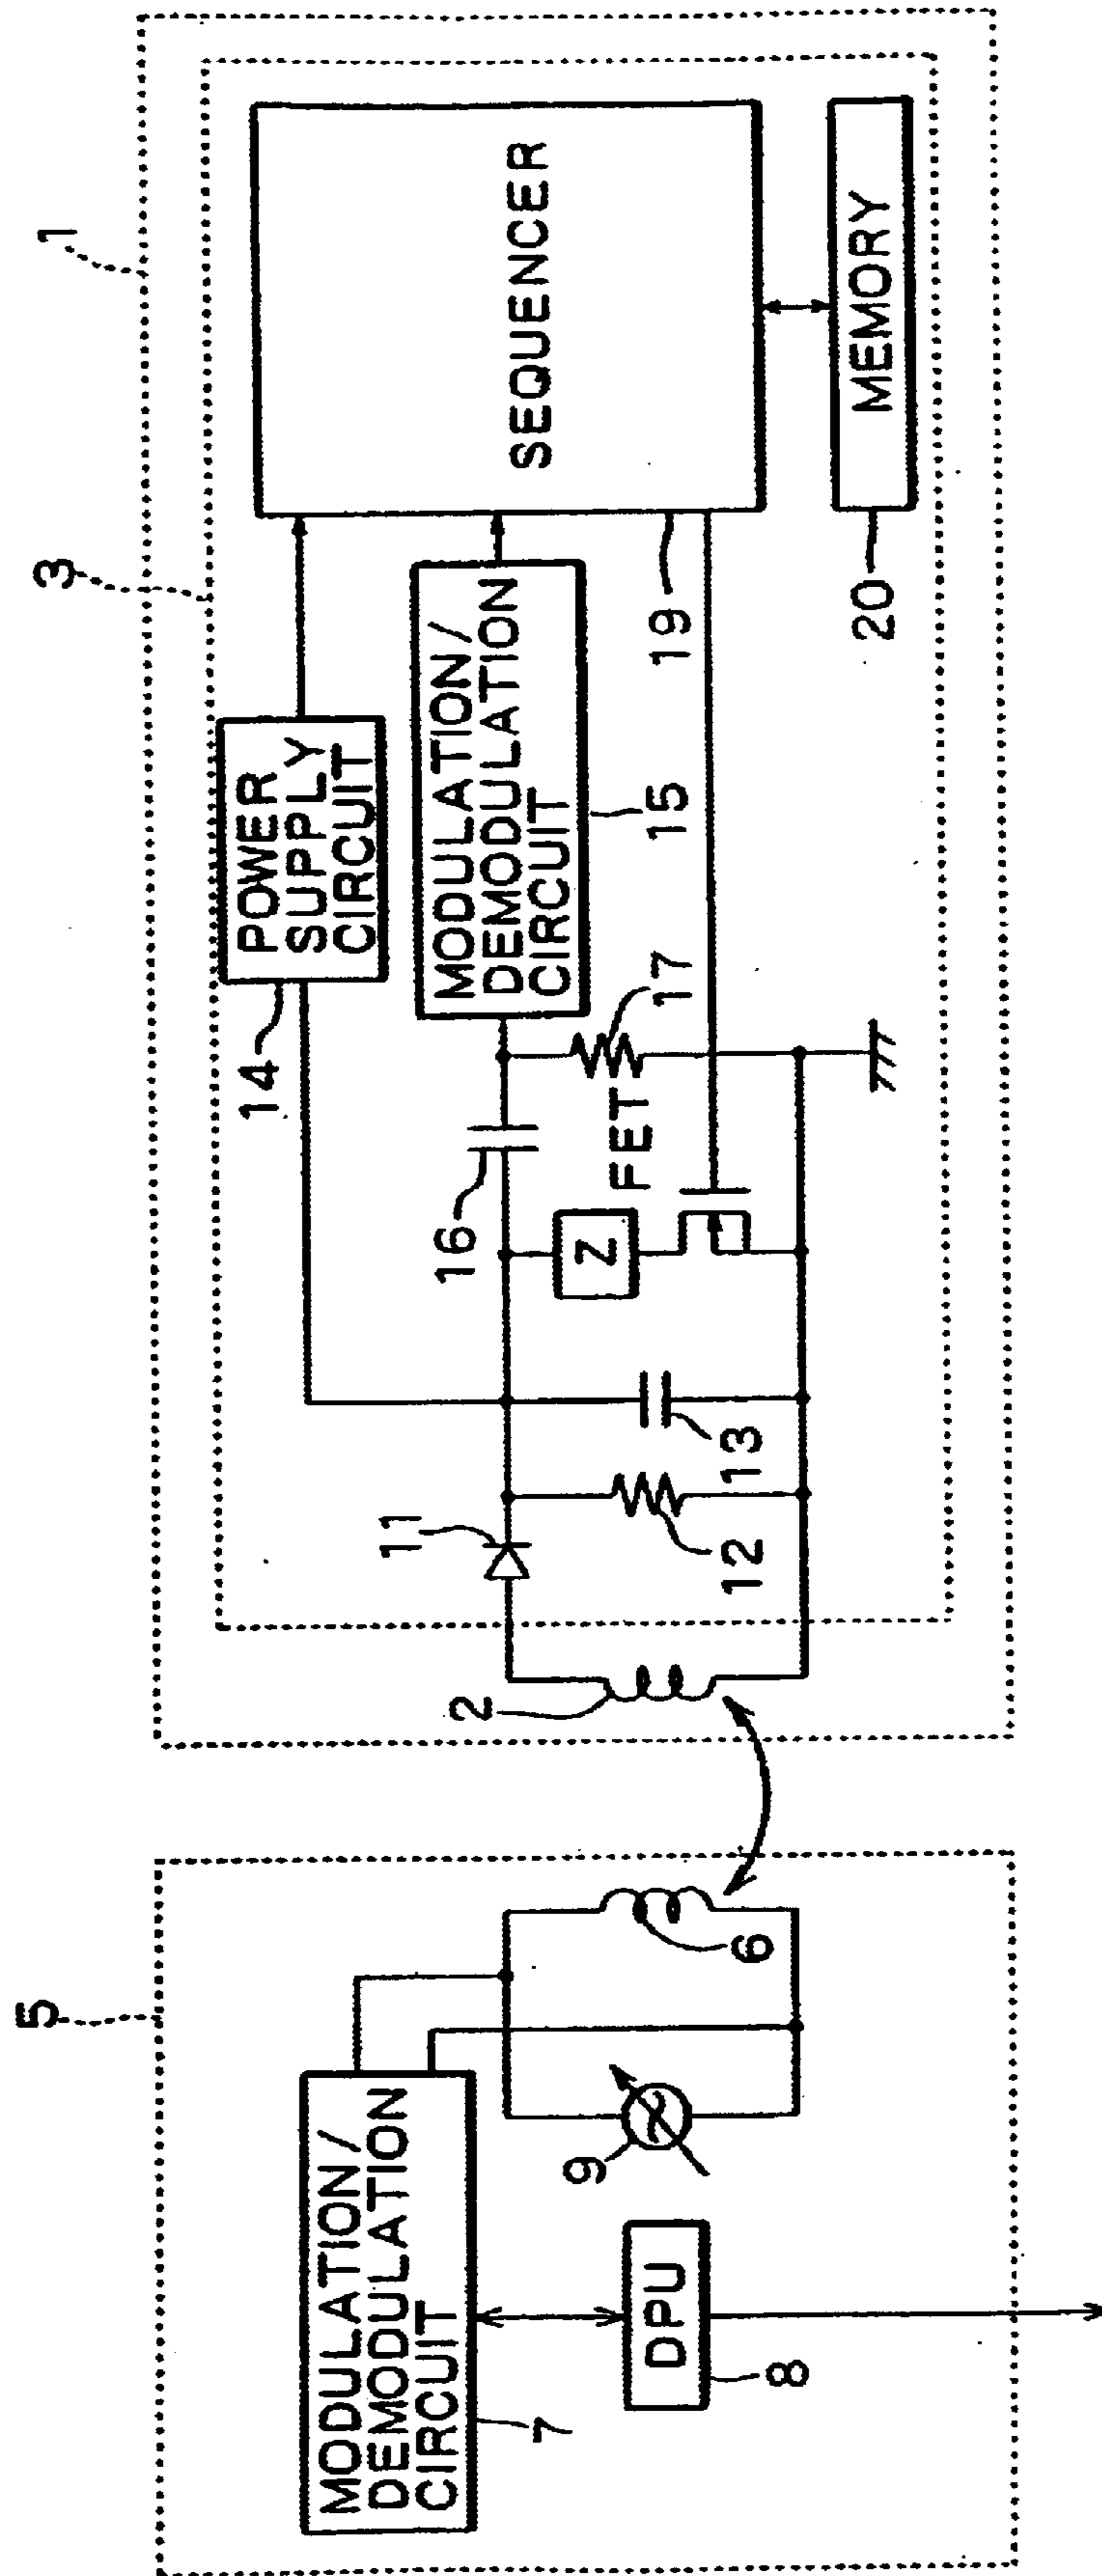 5
MODULATION/
DEMODULATION
CIRCUIT
7
DPU
8
9
6
1
3
2
11
12
13
14
POWER
SUPPLY
CIRCUIT
16
Z
FET
17
MODULATION/
DEMODULATION
CIRCUIT
15
SEQUENCER
19
MEMORY
20